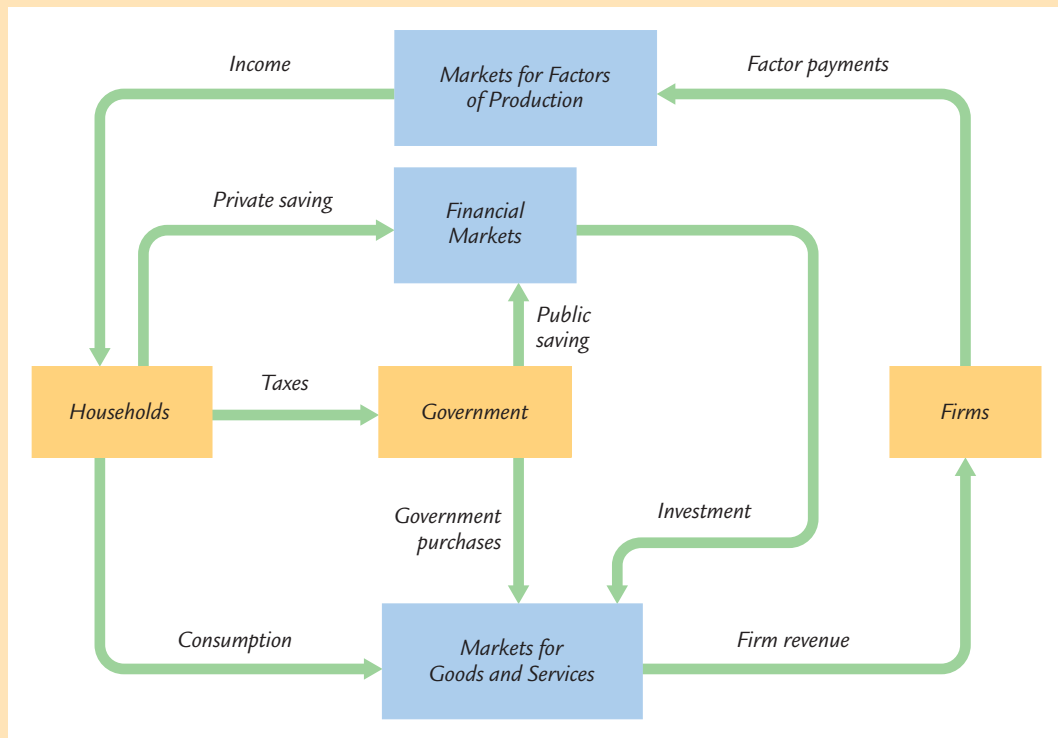 Income
Markets for Factors
of Production
Factor payments
Private saving
Financial
Markets
Public
saving
Households
Taxes
Government
Firms
Government
purchases
Investment
Consumption
Markets for
Goods and Services
Firm revenue